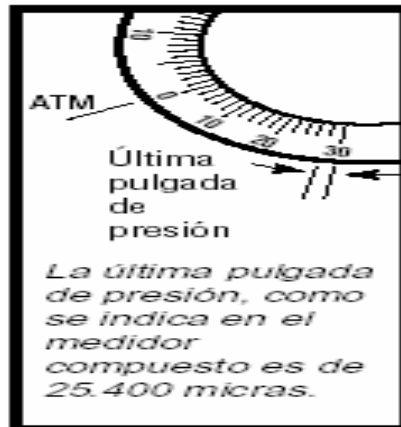 10
0
ATM
10
20
30
Última
pulgada
de
presión
La última pulgada
de presión, como
se indica en el
medidor
compuesto es de
25.400 micras.